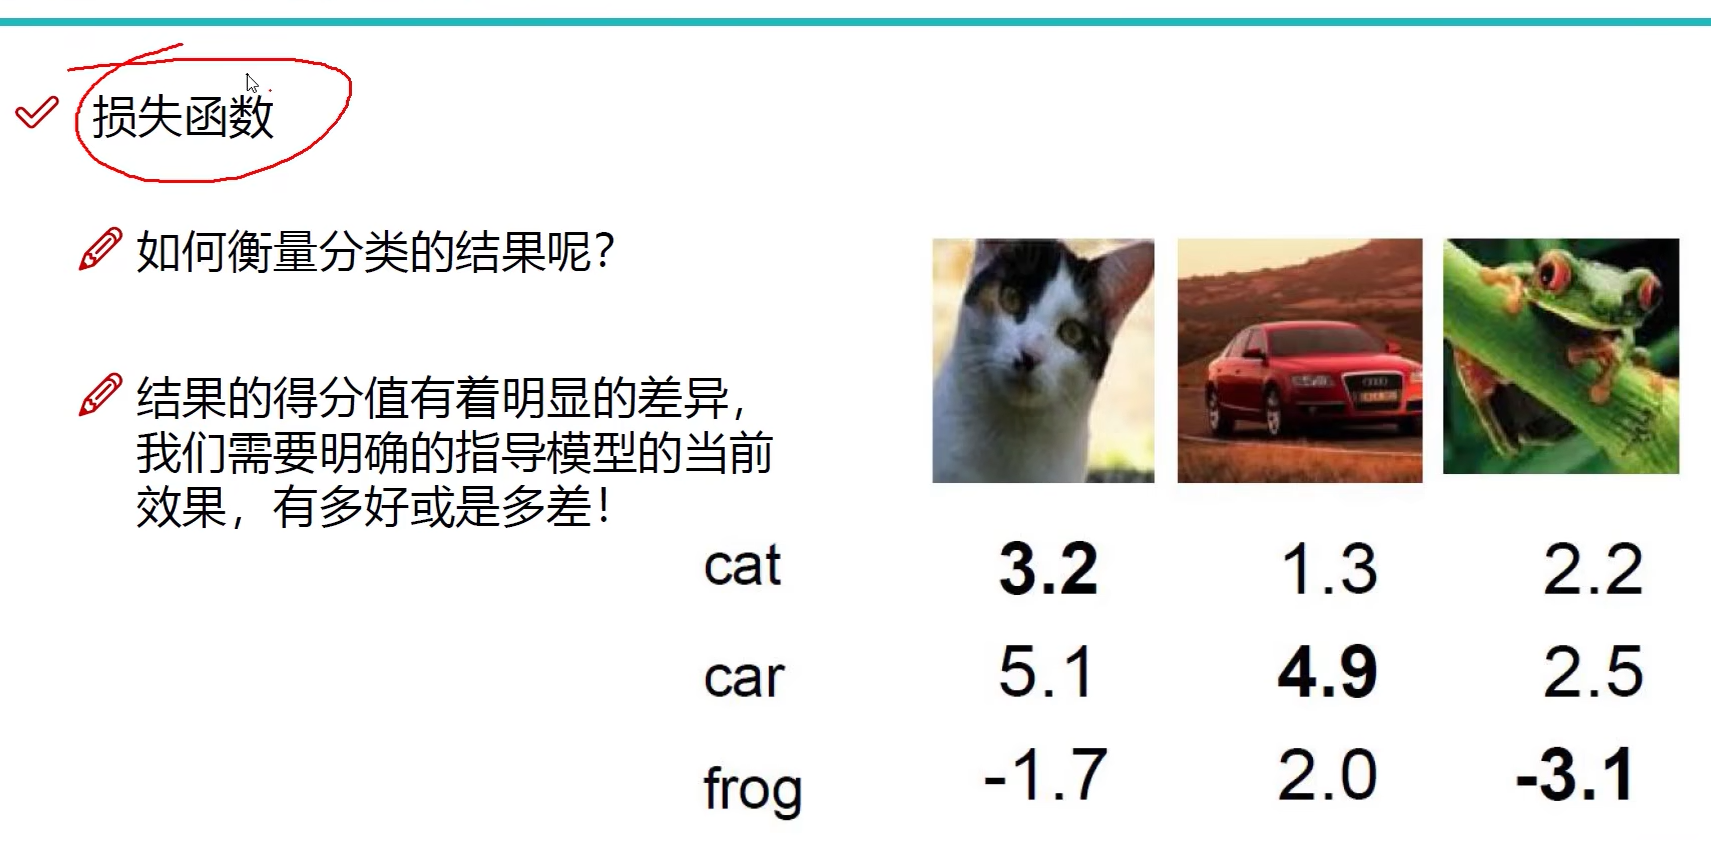 损失函数
如何衡量分类的结果呢?
结果的得分值有着明显的差异，
我们需要明确的指导模型的当前
效果，有多好或是多差！
cat 3.2 1.3 2.2
car 5.1 4.9 2.5
frog -1.7 2.0 -3.1